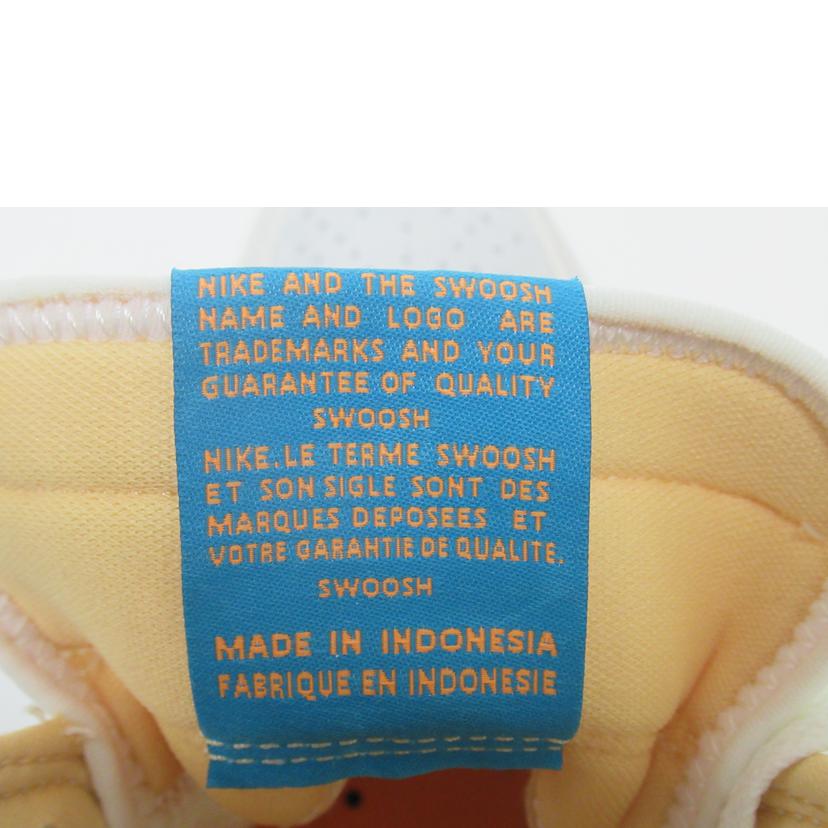 NIKE AND THE SWOOSH
NAME AND LOGO ARE
TRADEMARKS AND YOUR
GUARANTEE OF QUALITY
SWOOSH
NIKE.LE TERME SWOOSH
ET SON SIGLE SONT DES
MARQUES DEPOSEES ET
VOTRE GARANTIE DE QUALITE.
SWOOSH
MADE IN INDONESIA
FABRIQUE EN INDONESIE